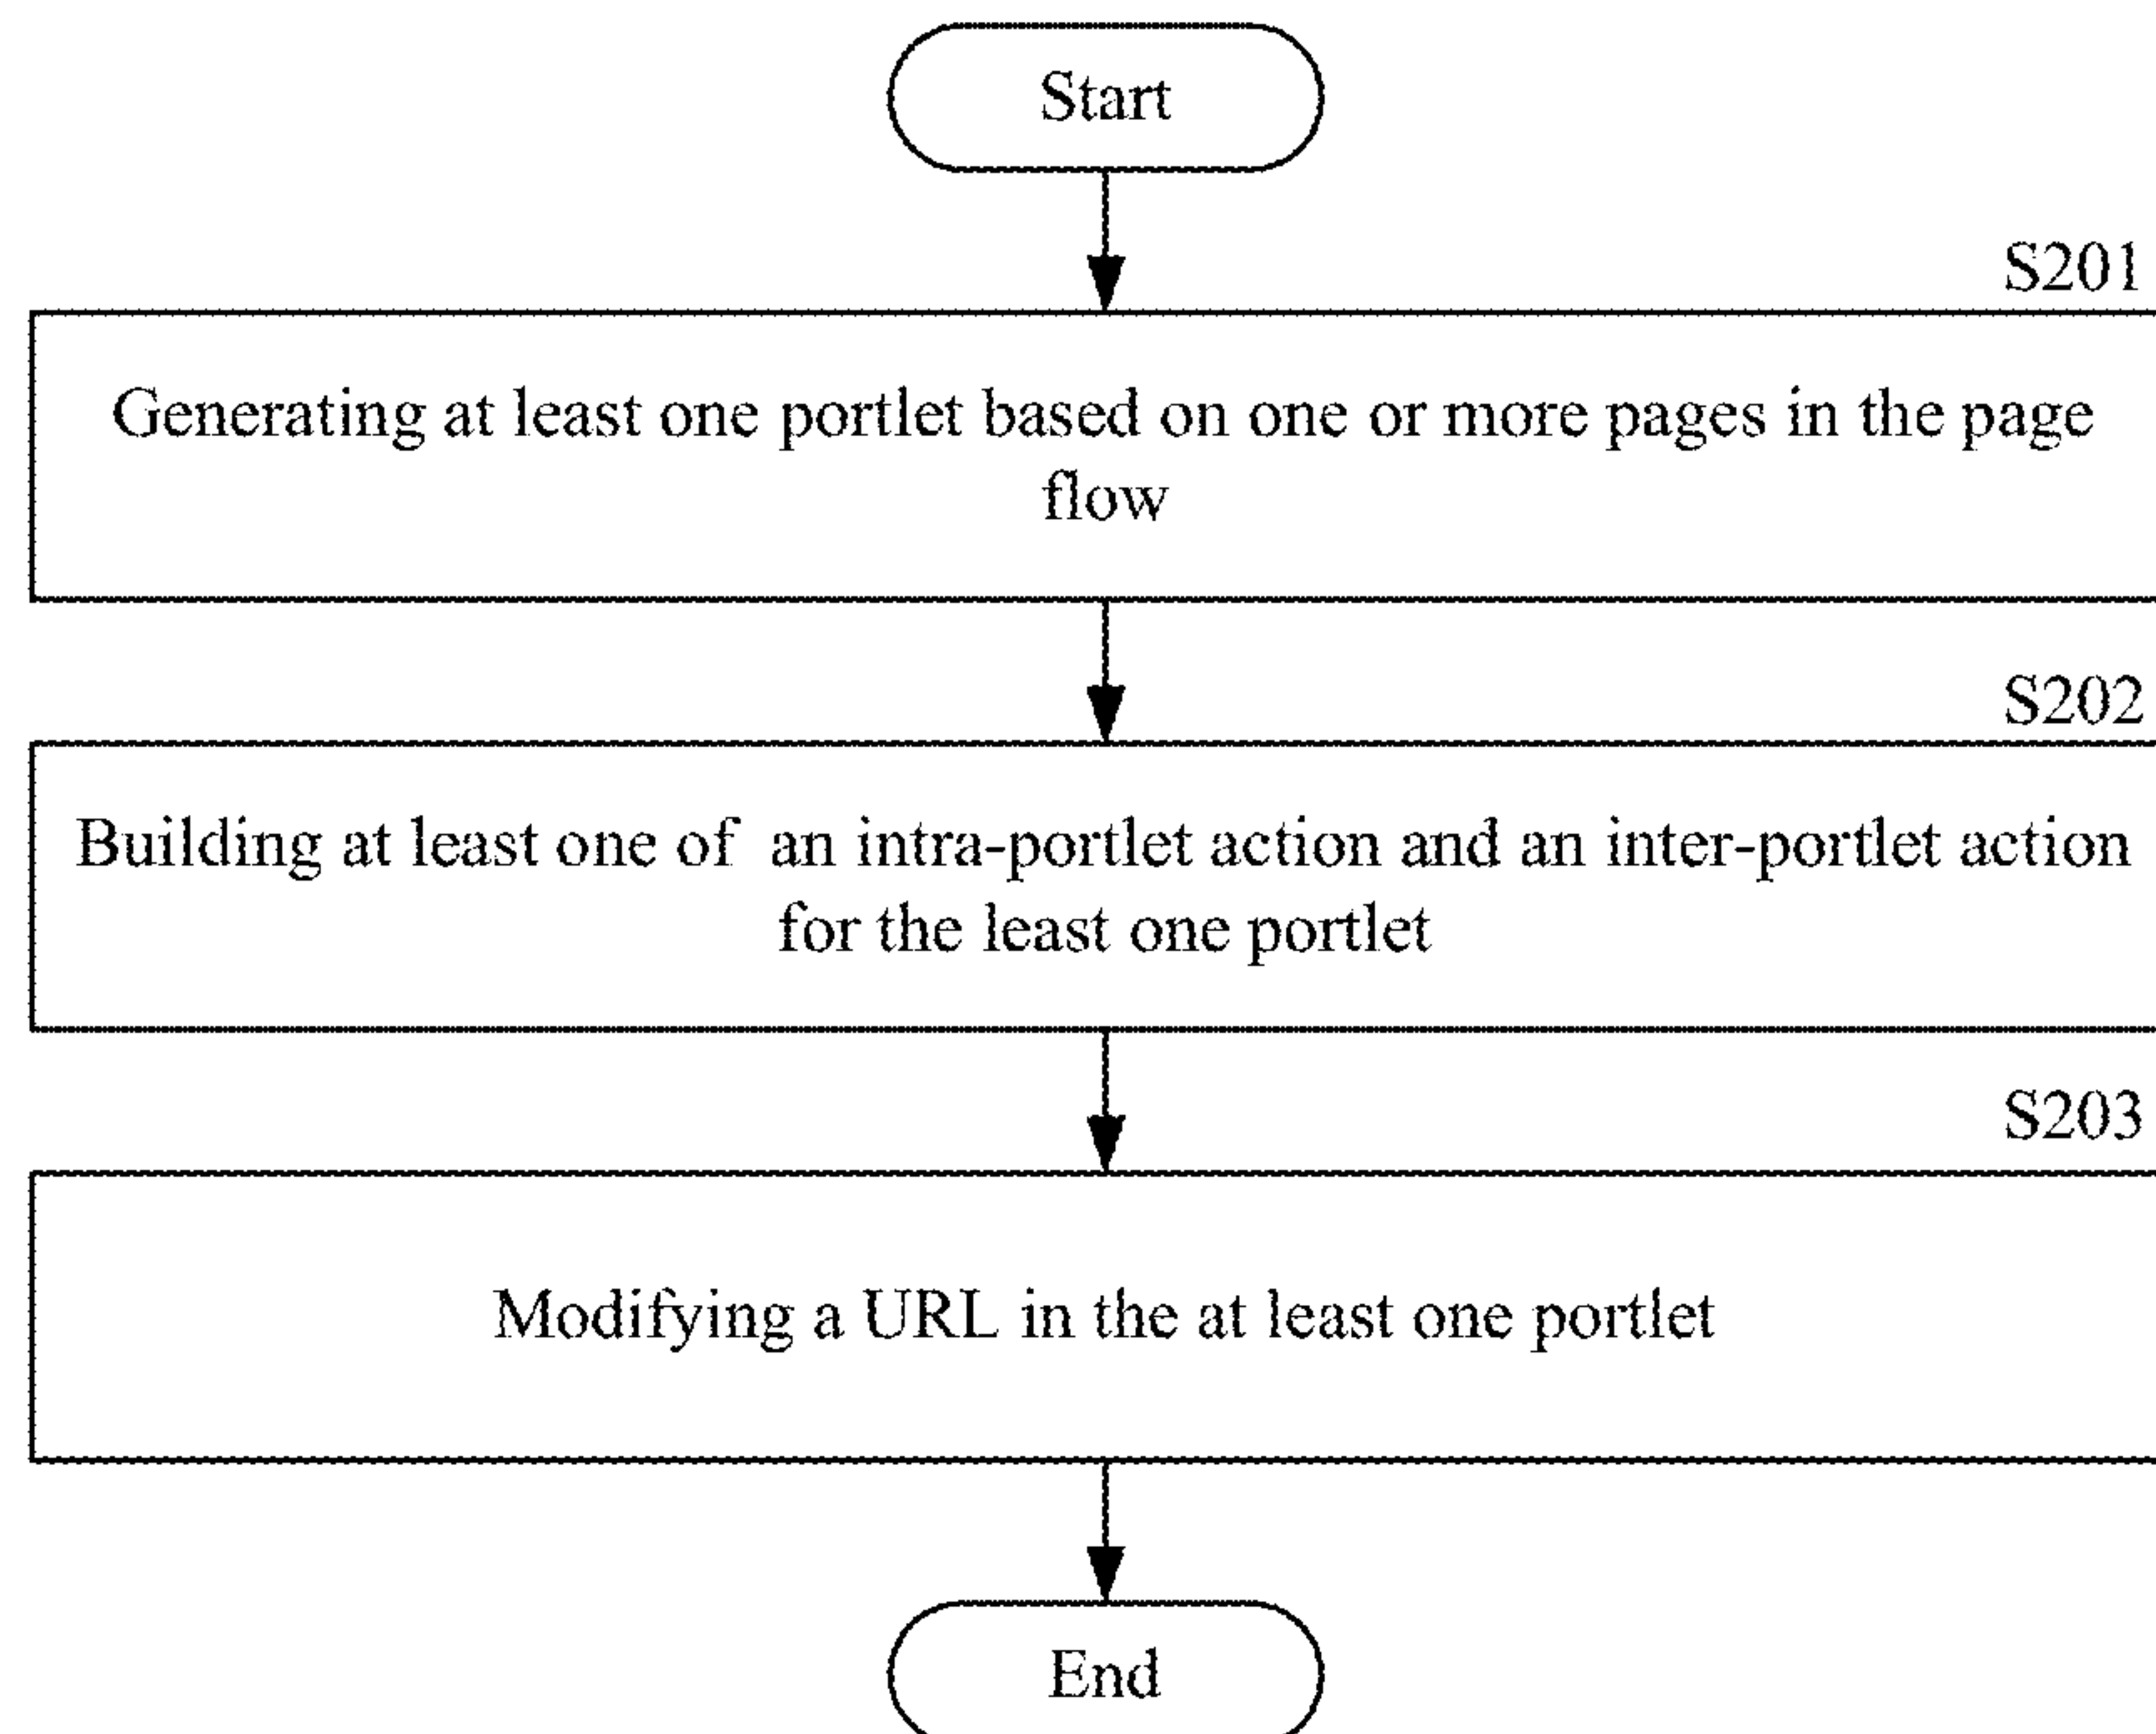 Start
S201
Generating at least one portlet based on one or more pages in the page
flow
S202
Building at least one of an intra-portlet action and an inter-portlet action
for the least one portlet
S203
Modifying a URL in the at least one portlet
End